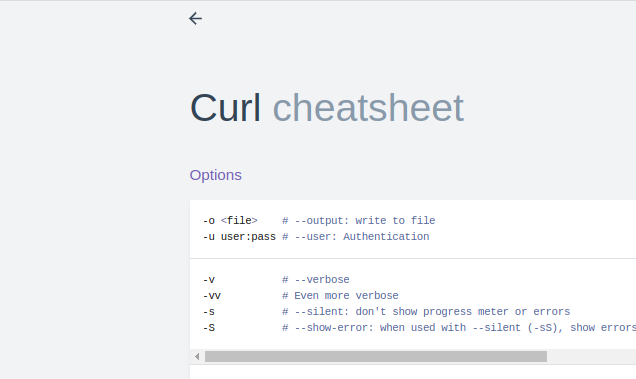 Curl cheatsheet
Options
-o <file>    # --output: write to file
-u user:pass # --user: Authentication
-v           # --verbose
-vv          # Even more verbose
-s           # --silent: don't show progress meter or errors
-S           # --show-error: when used with --silent (-sS), show errors